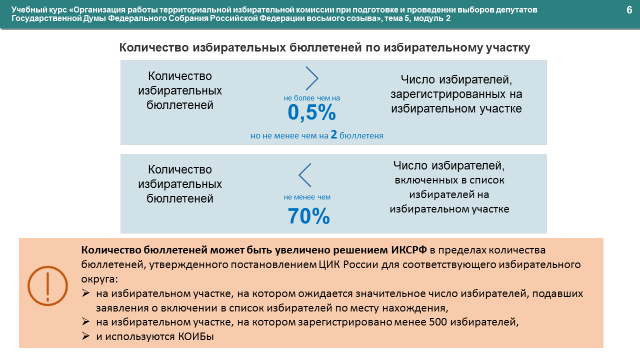 Учебный курс «Организация работы территориальной избирательной комиссии при подготовке и проведении выборов депутатов
Государственной Думы Федерального Собрания Российской Федерации восьмого созыва», тема 5, модуль 2
6
Количество избирательных бюллетеней по избирательному участку
Количество
избирательных
бюллетеней
не более чем на
0,5%
но не менее чем на 2 бюллетеня
Число избирателей,
зарегистрированных на
избирательном участке
Количество
избирательных
бюллетеней
не менее чем
70%
Число избирателей,
включенных в список
избирателей на
избирательном участке
Количество бюллетеней может быть увеличено решением ИКСРФ в пределах количества
бюллетеней, утвержденного постановлением ЦИК России для соответствующего избирательного
округа:
на избирательном участке, на котором ожидается значительное число избирателей, подавших
заявления о включении в список избирателей по месту нахождения,
на избирательном участке, на котором зарегистрировано менее 500 избирателей,
и используются КОИБы